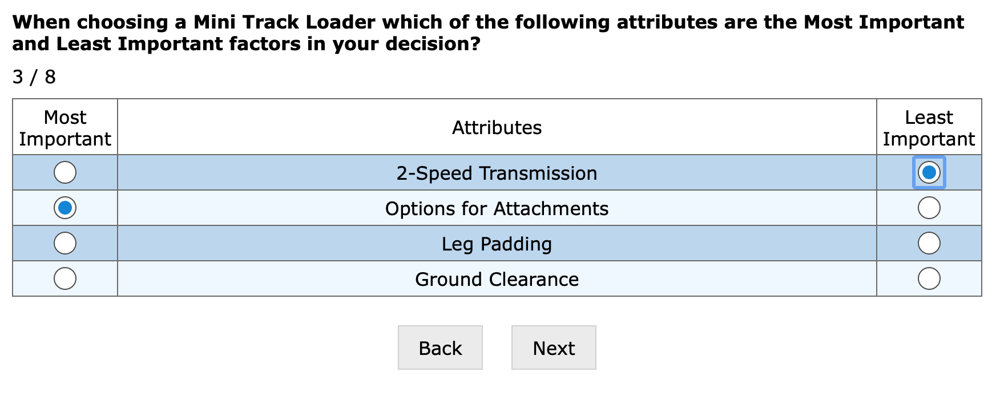 When choosing a Mini Track Loader which of the following attributes are the Most Important
and Least Important factors in your decision?
3 / 8
Most
Important
Attributes
Least
Important
2-Speed Transmission
Options for Attachments
Leg Padding
Ground Clearance
Back
Next